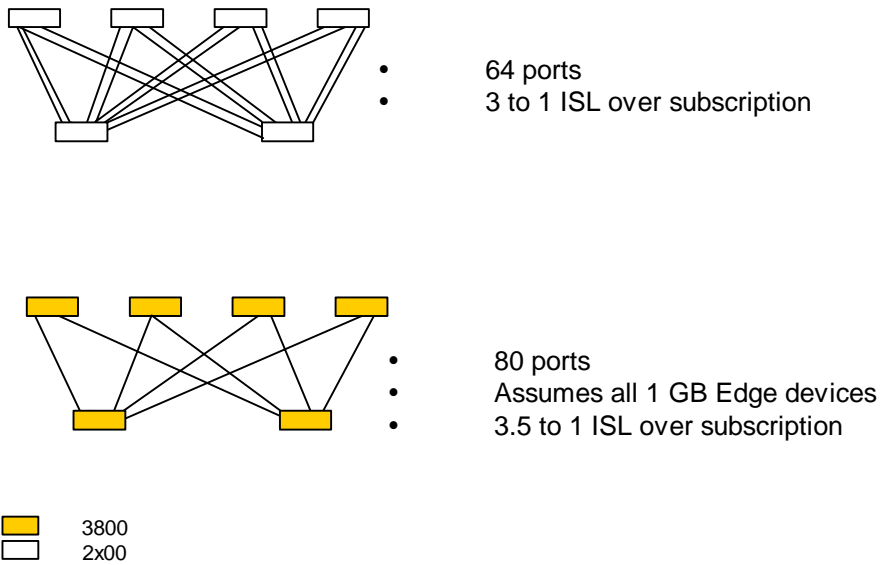 • 64 ports
• 3 to 1 ISL over subscription
• 80 ports
• Assumes all 1 GB Edge devices
• 3.5 to 1 ISL over subscription
3800
2x00